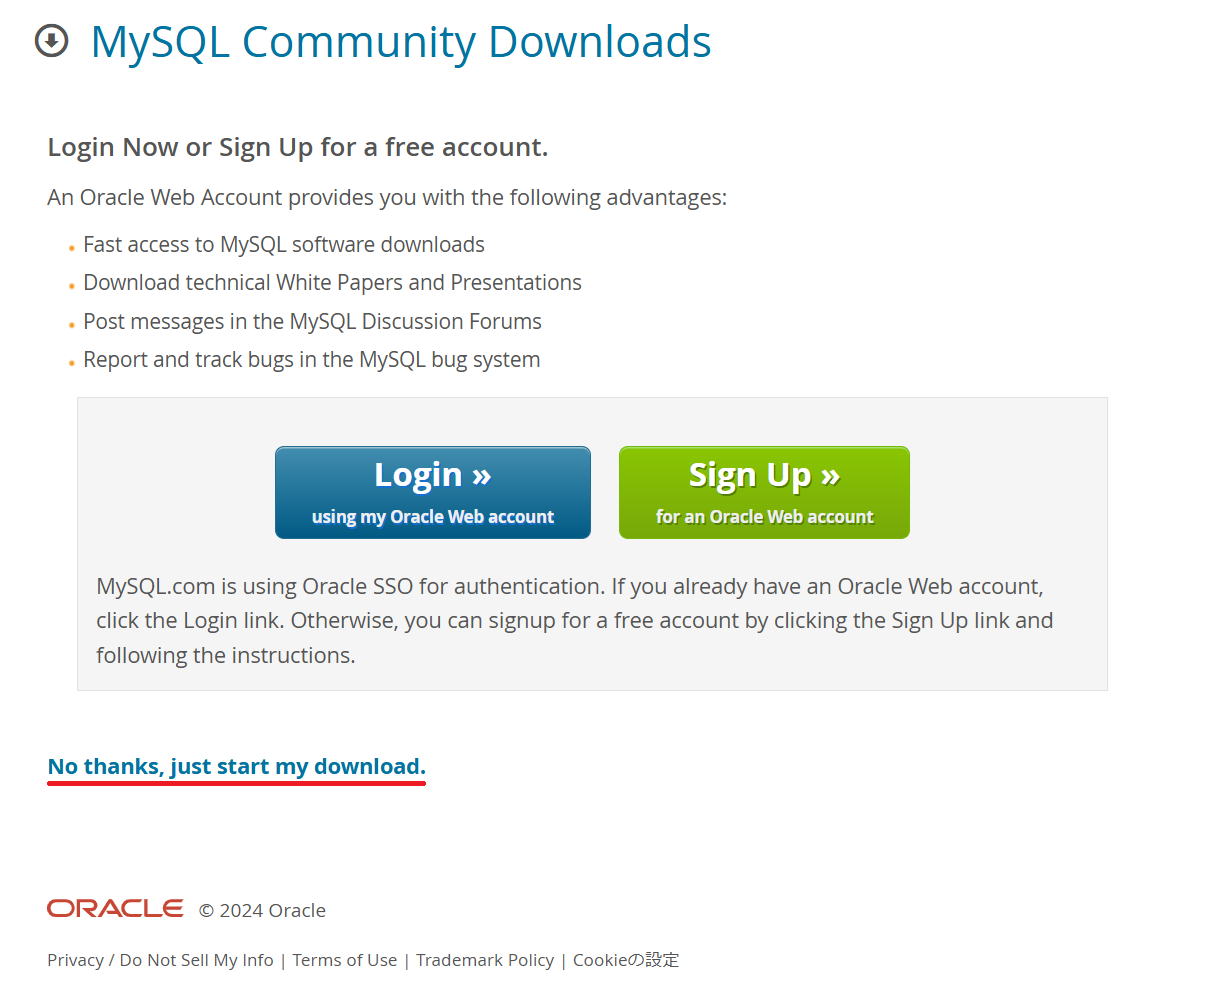 MySQL Community Downloads
Login Now or Sign Up for a free account.
An Oracle Web Account provides you with the following advantages:
Fast access to MySQL software downloads
Download technical White Papers and Presentations
Post messages in the MySQL Discussion Forums
Report and track bugs in the MySQL bug system
Login »
using my Oracle Web account
Sign Up »
for an Oracle Web account
MySQL.com is using Oracle SSO for authentication. If you already have an Oracle Web account,
click the Login link. Otherwise, you can signup for a free account by clicking the Sign Up link and
following the instructions.
No thanks, just start my download.
ORACLE © 2024 Oracle
Privacy / Do Not Sell My Info | Terms of Use | Trademark Policy | Cookieの設定